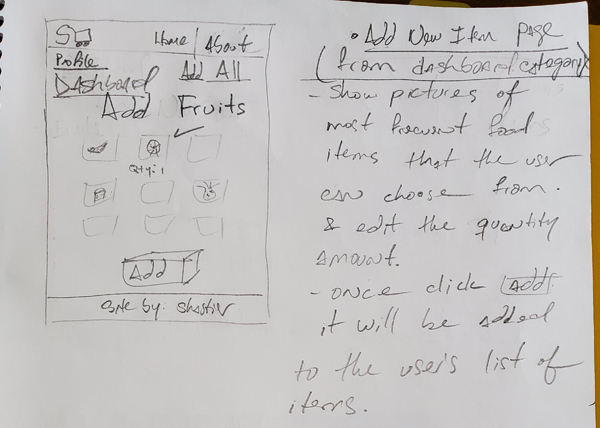 Home | About
Profile
Dashboard Add All
Add Fruits
Qty: 1
Add
Site by:
• Add New Item page
(from dashboard category)
- Show pictures of
most frequent food
items that the user
can choose from.
& edit the quantity
amount.
- once click Add
it will be added
to the user's list of
items.